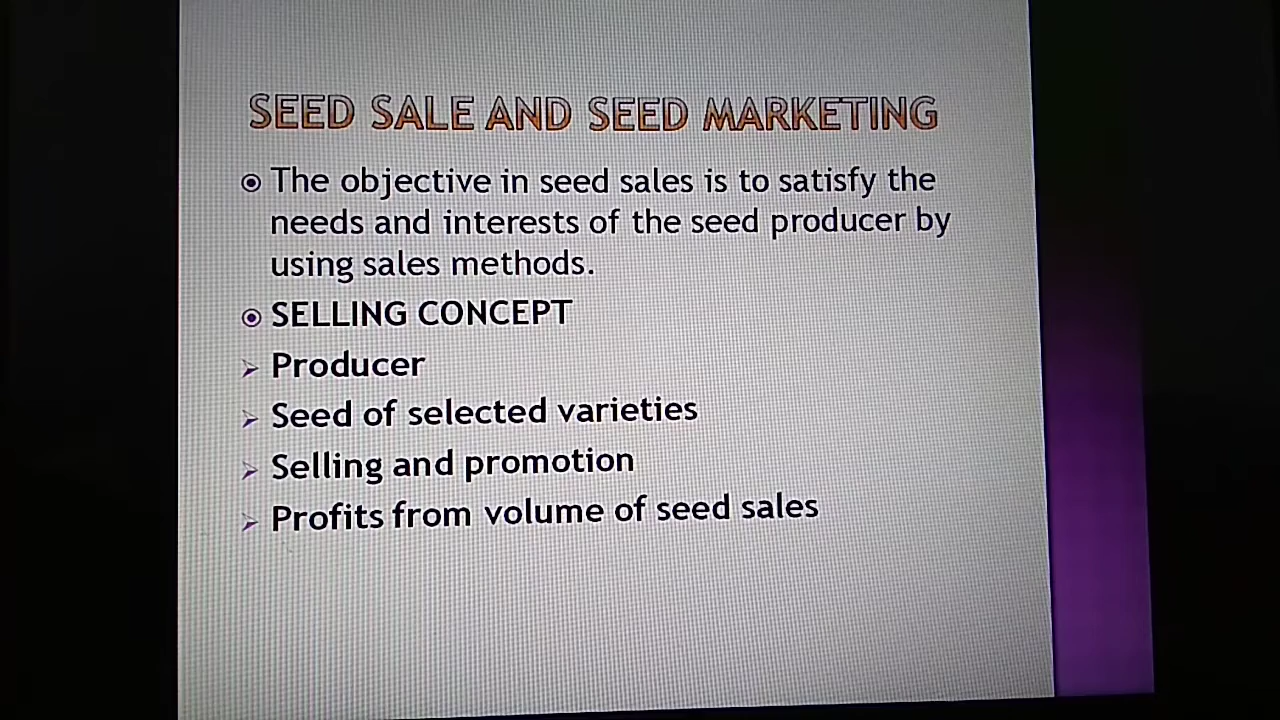 SEED SALE AND SEED MARKETING
The objective in seed sales is to satisfy the
needs and interests of the seed producer by
using sales methods.
SELLING CONCEPT
Producer
Seed of selected varieties
Selling and promotion
Profits from volume of seed sales